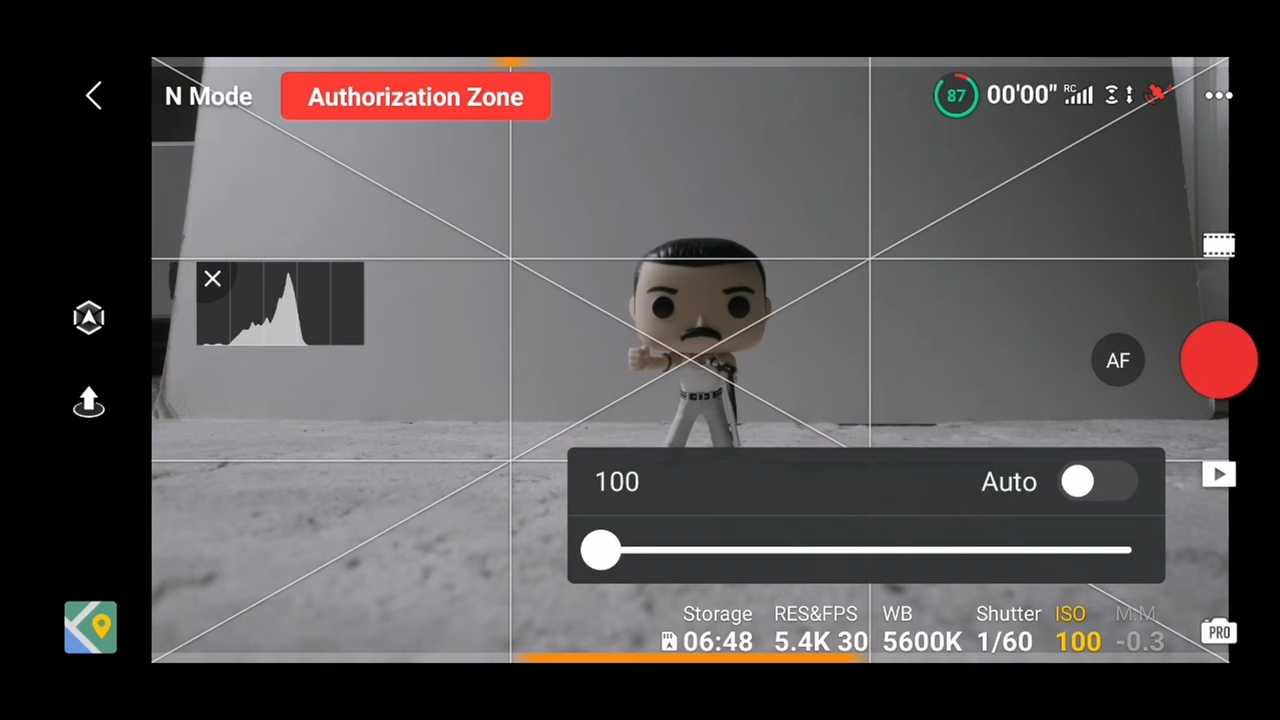 N Mode
Authorization Zone
87
00'00"
RC
AF
100
Auto
Storage
RES&FPS
WB
Shutter
ISO
M.M
06:48
5.4K 30
5600K
1/60
100
-0.3
PRO